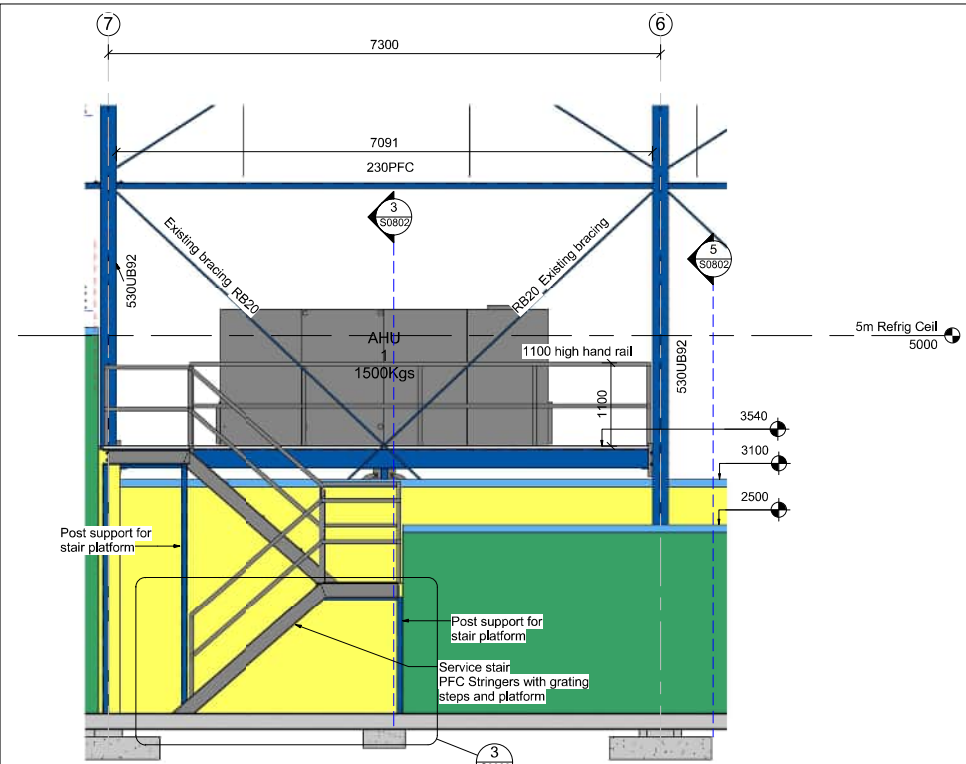 7
6
7300
7091
230PFC
3
S0802
5
S0802
Existing bracing RB20
RB20 Existing bracing
530UB92
530UB92
AHU
1
1500Kgs
1100 high hand rail
1100
5m Refrig Ceil
5000
3540
3100
2500
Post support for
stair platform
Post support for
stair platform
Service stair
PFC Stringers with grating
steps and platform
3